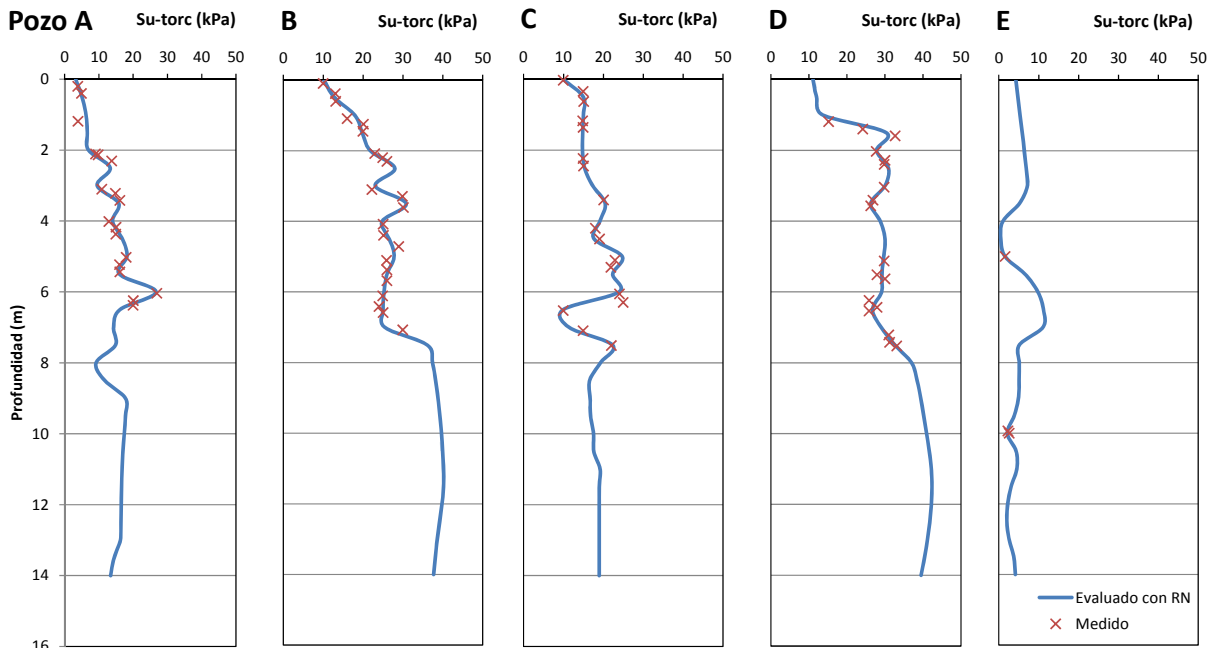 Pozo A Su-torc (kPa) B Su-torc (kPa) C Su-torc (kPa) D Su-torc (kPa) E Su-torc (kPa)
0 10 20 30 40 50 0 10 20 30 40 50 0 10 20 30 40 50 0 10 20 30 40 50 0 10 20 30 40 50
0
2
4
6
8
10
12
14
16
Profundidad (m)
Evaluado con RN
Medido